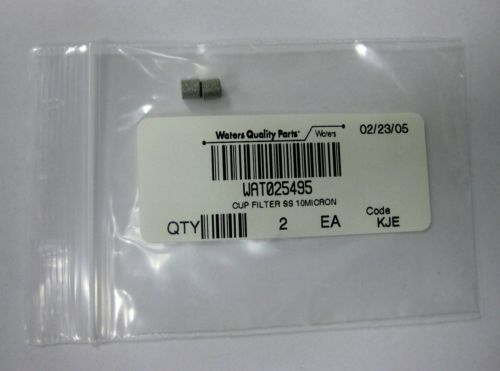 Waters Quality Parts Waters 02/23/05
WAT025495
CUP FILTER SS 10MICRON
QTY 2 EA Code KJE